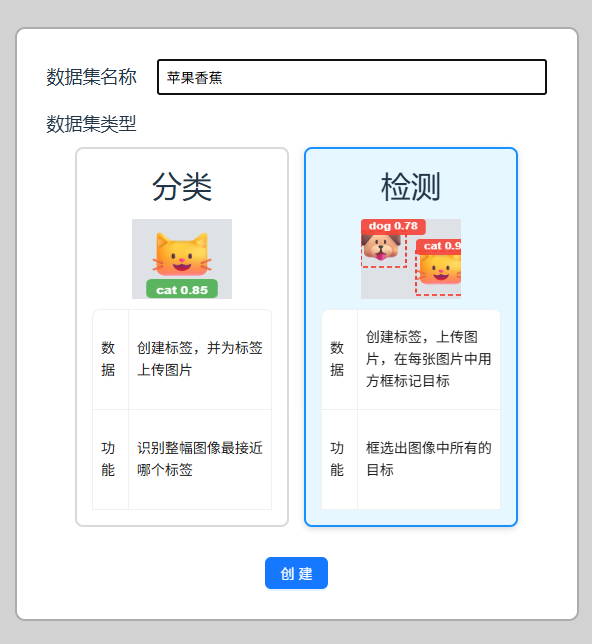 数据集名称
苹果香蕉
数据集类型
分类
cat 0.85
数据
创建标签，并为标签
上传图片
功能
识别整幅图像最接近
哪个标签
检测
dog 0.78
cat 0.9
数据
创建标签，上传图
片，在每张图片中用
方框标记目标
功能
框选出图像中所有的
目标
创 建